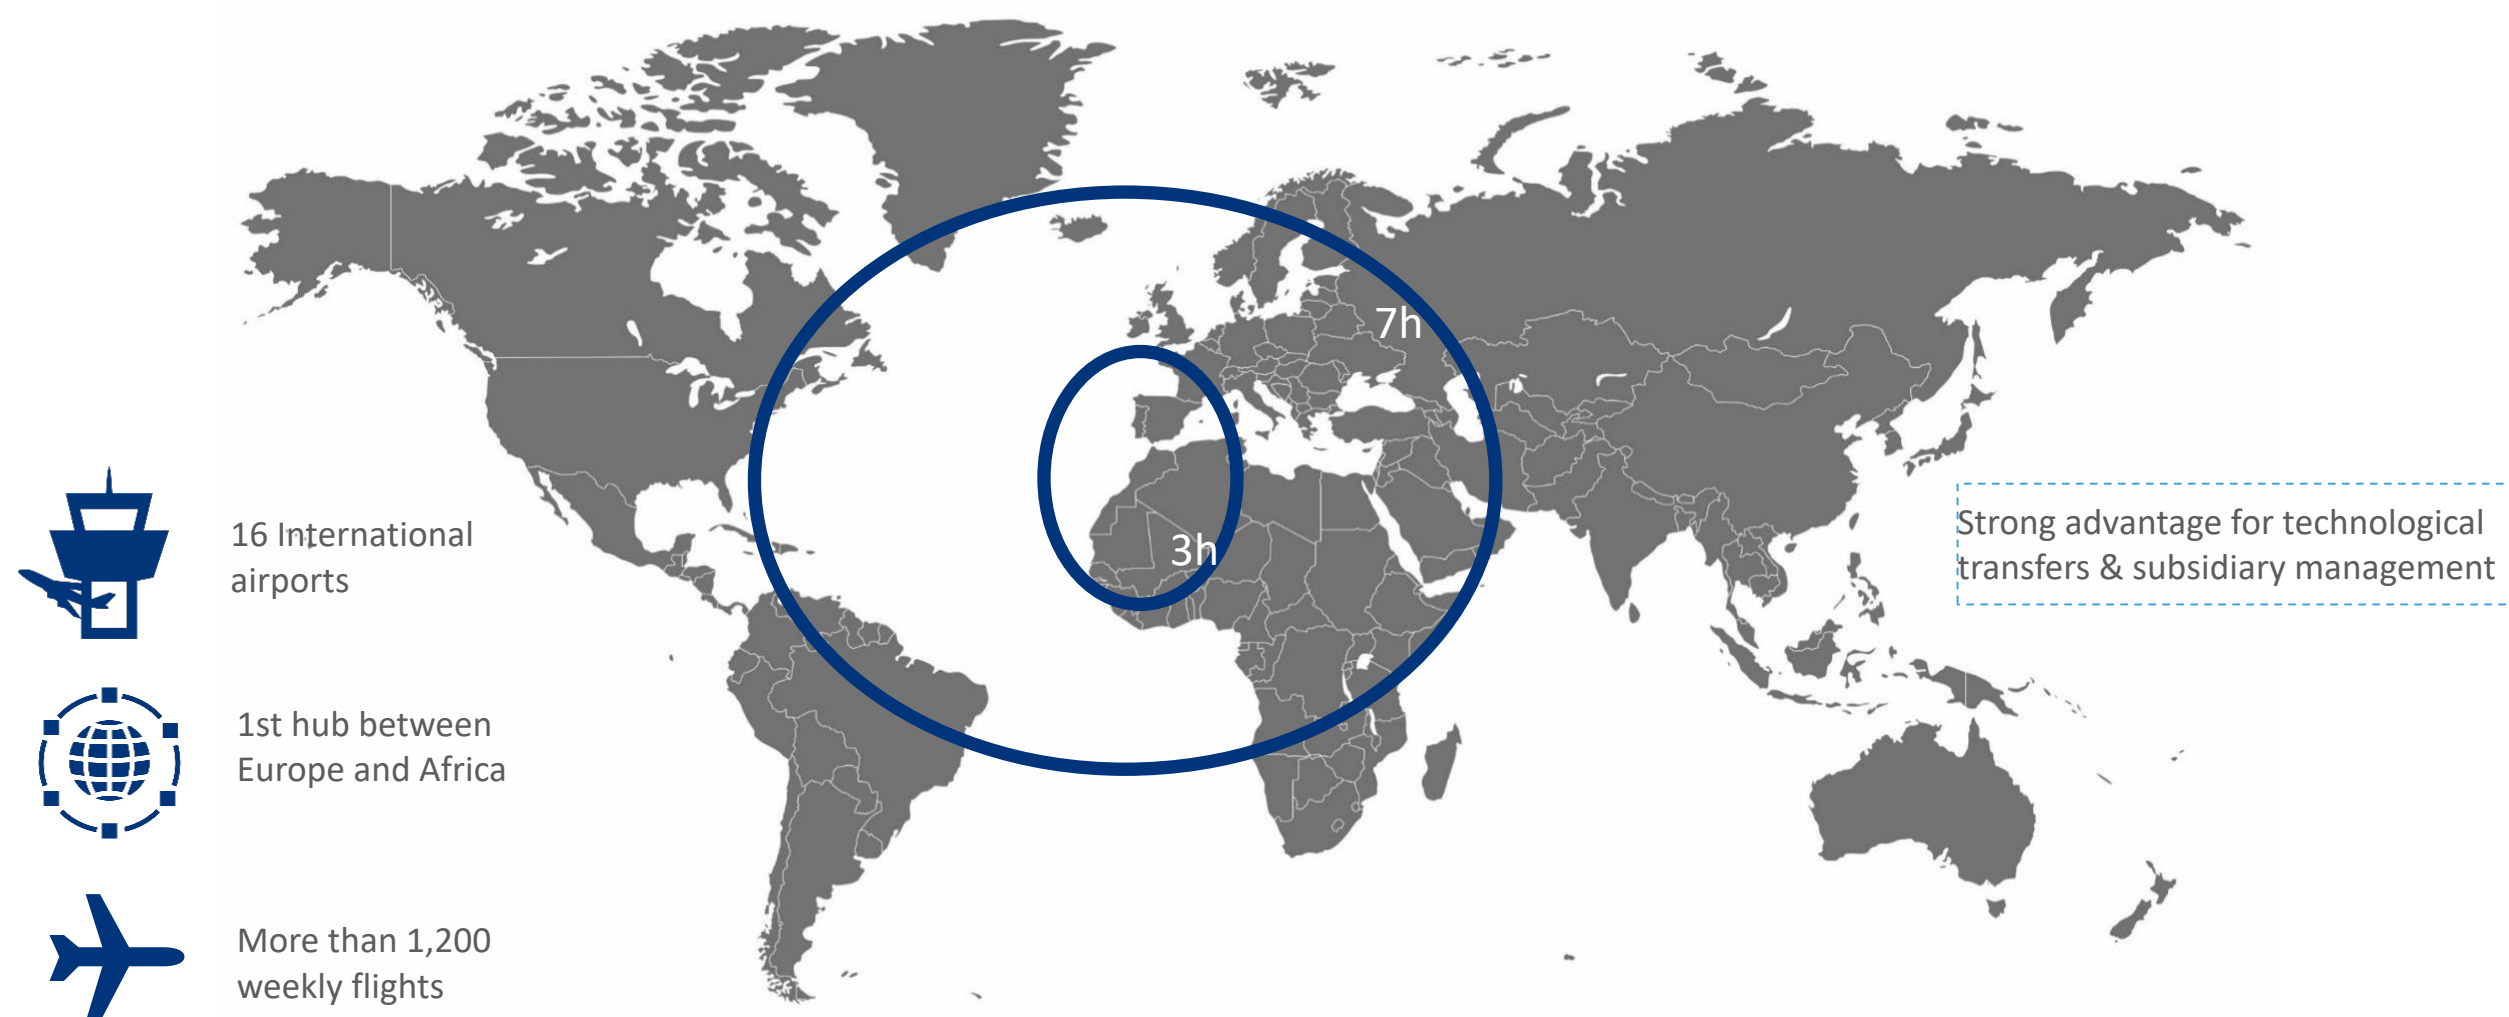 16 International
airports
1st hub between
Europe and Africa
More than 1,200
weekly flights
7h
3h
Strong advantage for technological
transfers & subsidiary management